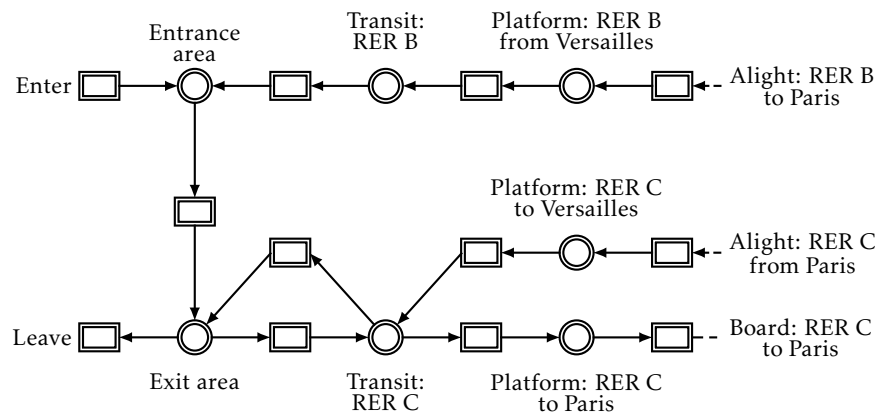 Transit:
RER B
Platform: RER B
from Versailles
Entrance
area
Enter
Alight: RER B
to Paris
Platform: RER C
to Versailles
Alight: RER C
from Paris
Leave
Board: RER C
to Paris
Exit area
Transit:
RER C
Platform: RER C
to Paris